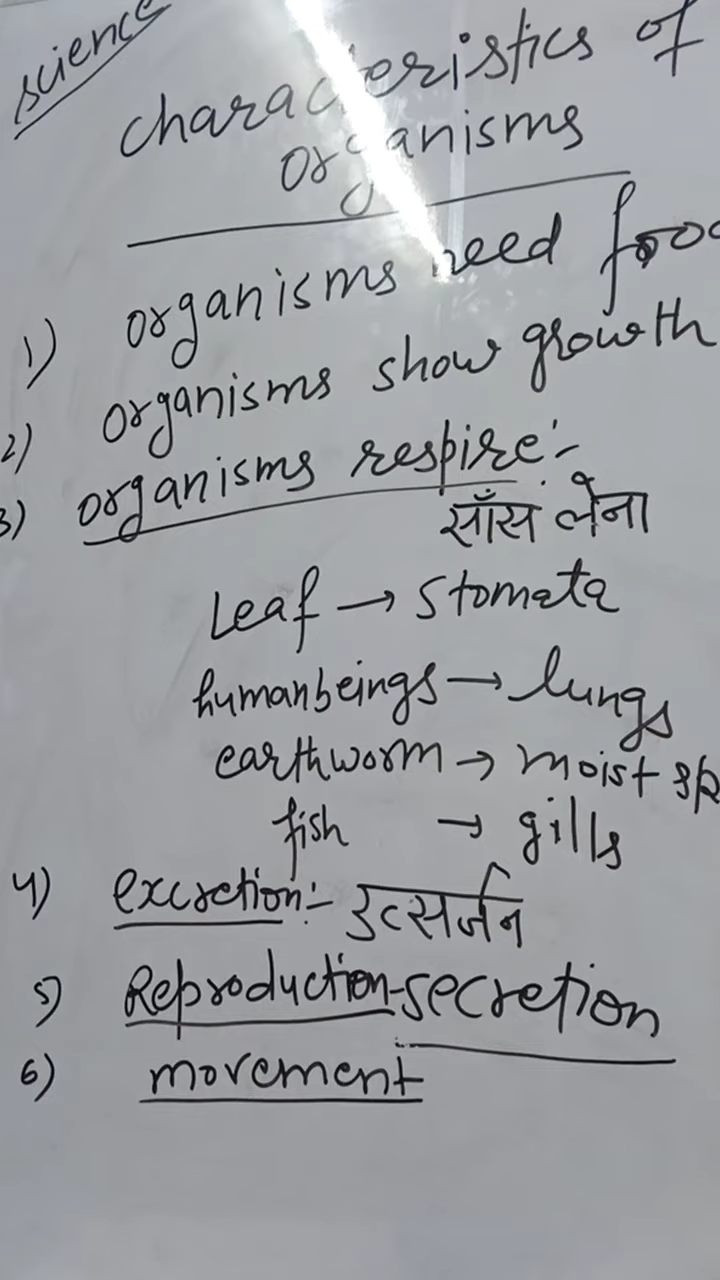 science
characteristics of
organisms
1) organisms need food
2) organisms show growth
3) organisms respire:-
साँस लेना
Leaf → stomata
humanbeings → lungs
earthworm → moist
fish → gills
4) excretion:- उत्सर्जन
5) Reproduction-secretion
6) movement